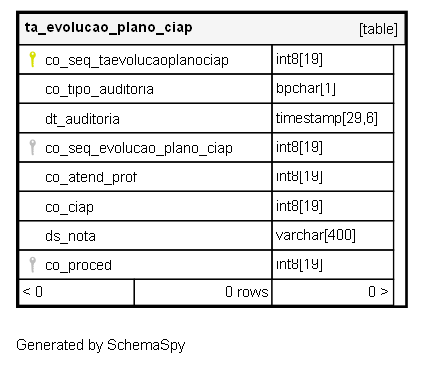 ta_evolucao_plano_ciap [table]
co_seq_taevolucaoplanociap int8[19]
co_tipo_auditoria bpchar[1]
dt_auditoria timestamp[29,6]
co_seq_evolucao_plano_ciap int8[19]
co_atend_prof int8[19]
co_ciap int8[19]
ds_nota varchar[400]
co_proced int8[19]
< 0 0 rows 0 >
Generated by SchemaSpy